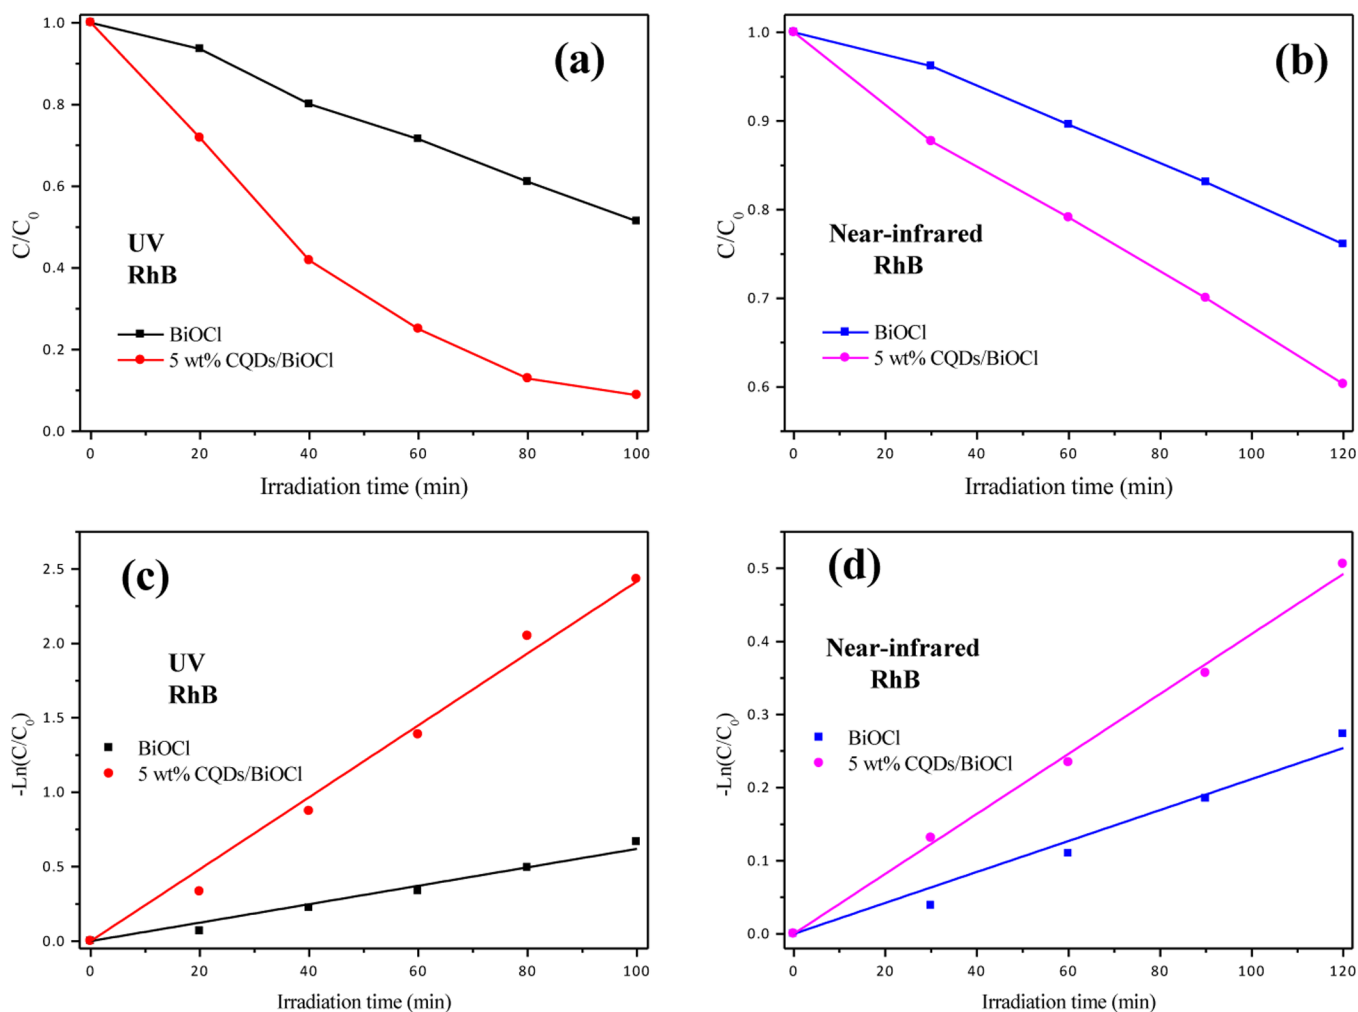 (a)
1.0
0.8
0.6
0.4
0.2
0.0
C/C0
UV
RhB
BiOCl
5 wt% CQDs/BiOCl
0 20 40 60 80 100
Irradiation time (min)
(b)
1.0
0.9
0.8
0.7
0.6
C/C0
Near-infrared
RhB
BiOCl
5 wt% CQDs/BiOCl
0 20 40 60 80 100 120
Irradiation time (min)
(c)
2.5
2.0
1.5
1.0
0.5
0.0
-Ln(C/C0)
UV
RhB
BiOCl
5 wt% CQDs/BiOCl
0 20 40 60 80 100
Irradiation time (min)
(d)
0.5
0.4
0.3
0.2
0.1
0.0
-Ln(C/C0)
Near-infrared
RhB
BiOCl
5 wt% CQDs/BiOCl
0 20 40 60 80 100 120
Irradiation time (min)